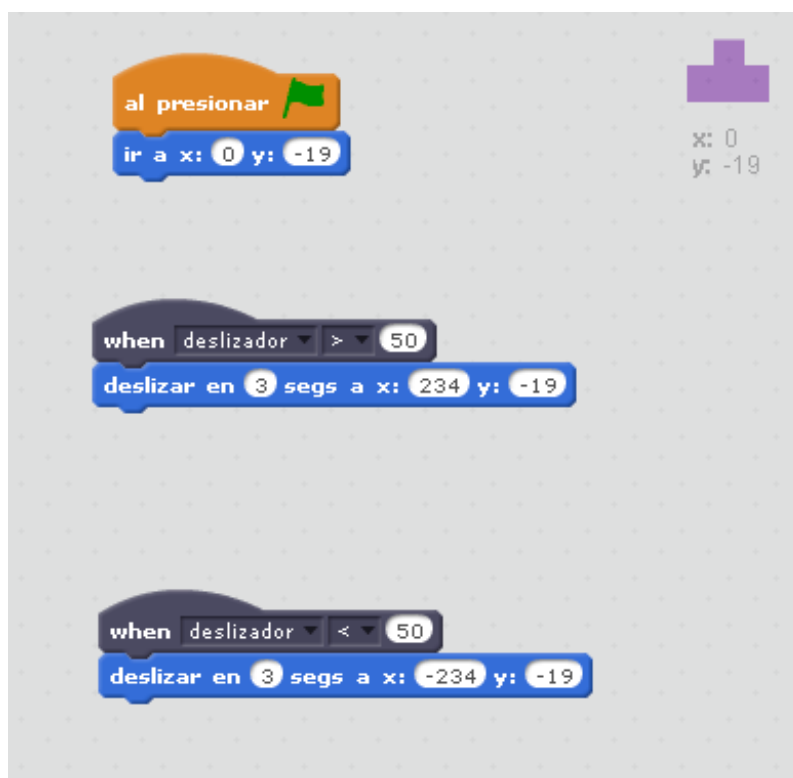 al presionar
ir a x: 0 y: -19
x: 0
y: -19
when deslizador > 50
deslizar en 3 segs a x: 234 y: -19
when deslizador < 50
deslizar en 3 segs a x: -234 y: -19